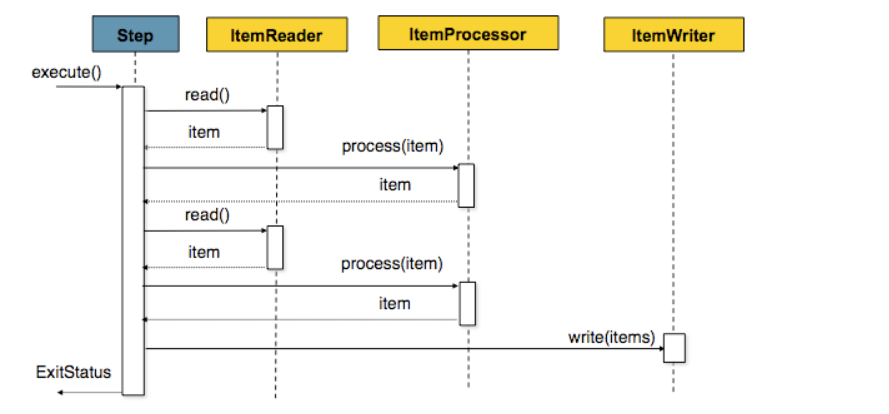 Step
ItemReader
ItemProcessor
ItemWriter
execute()
read()
item
process(item)
item
read()
item
process(item)
item
write(items)
ExitStatus